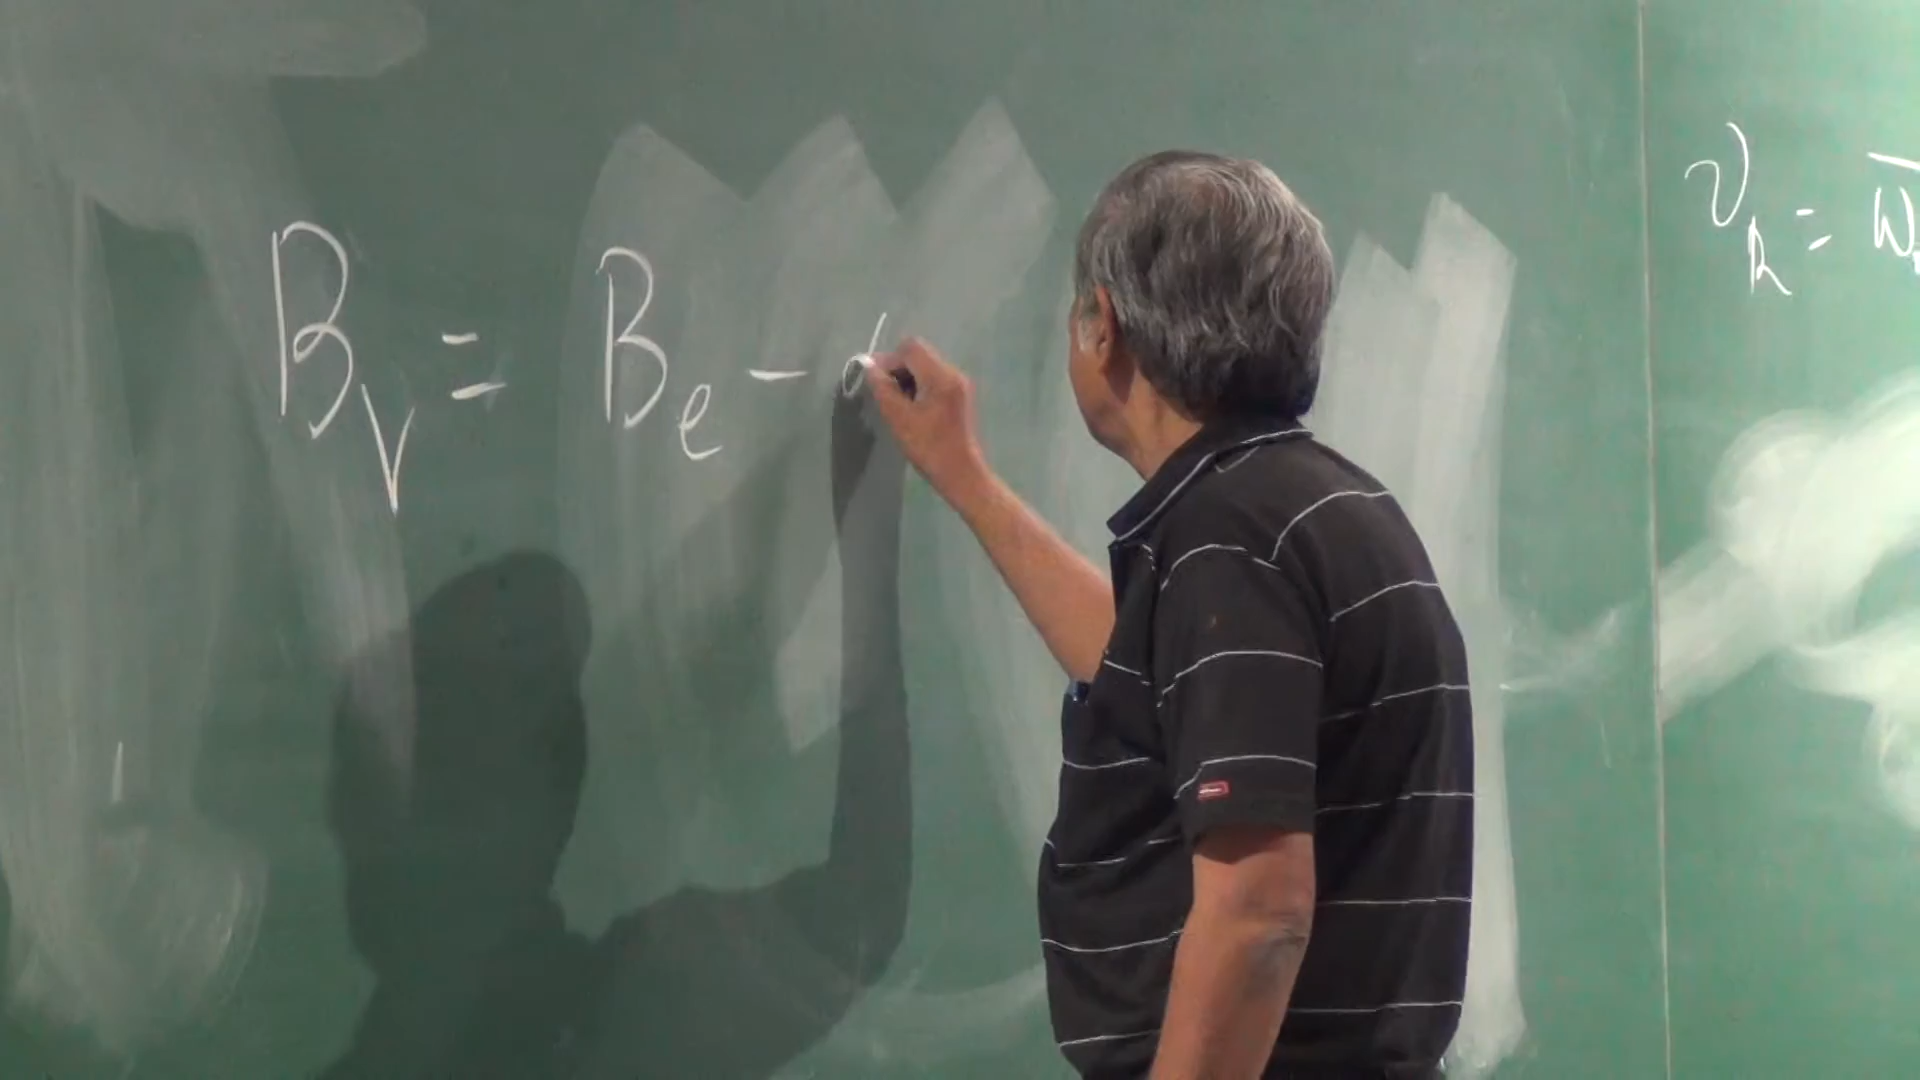 B_v = B_e - α
ν_R = ω̅